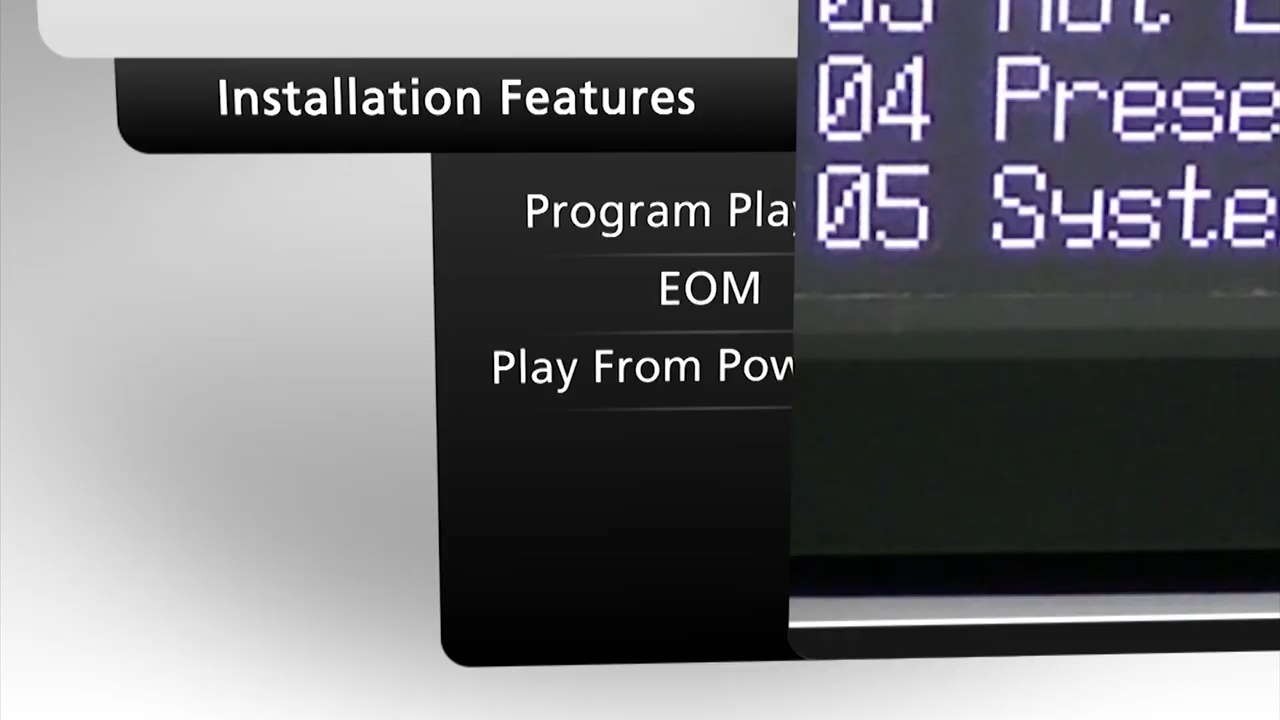 Installation Features
Program Play
EOM
Play From Pow
04 Prese
05 Syste